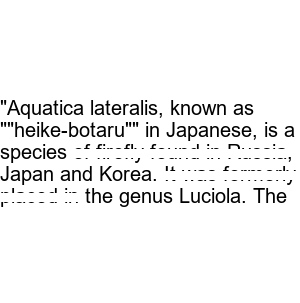 "Aquatica lateralis, known as
""heike-botaru"" in Japanese, is a
species of firefly found in Russia,
Japan and Korea. It was formerly
placed in the genus Luciola. The